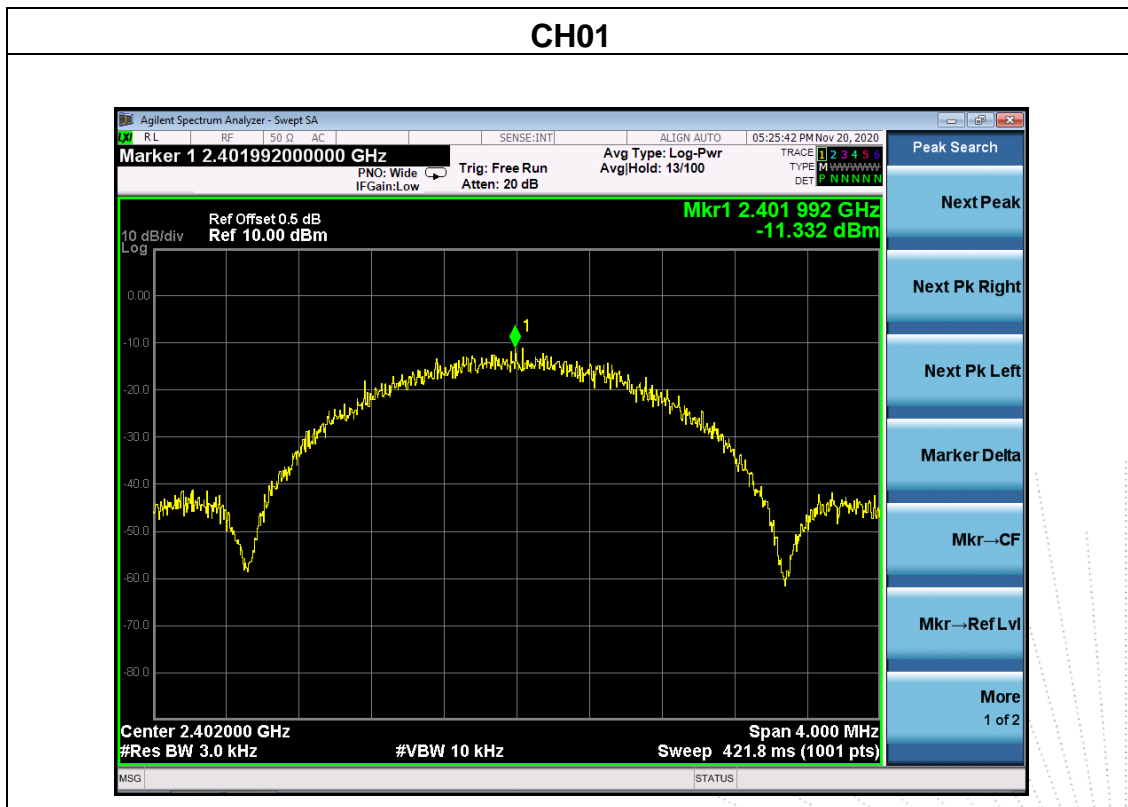 CH01
Agilent Spectrum Analyzer - Swept SA
LXI RL RF 50 Ω AC SENSE:INT ALIGN AUTO 05:25:42 PM Nov 20, 2020
Marker 1 2.401992000000 GHz
PNO: Wide
IFGain:Low
Trig: Free Run
Atten: 20 dB
Avg Type: Log-Pwr
Avg|Hold: 13/100
TRACE 1 2 3 4 5 6
TYPE M WWWWW
DET P N N N N N
Peak Search
Mkr1 2.401 992 GHz
-11.332 dBm
Ref Offset 0.5 dB
10 dB/div Ref 10.00 dBm
Log
0.00
-10.0
-20.0
-30.0
-40.0
-50.0
-60.0
-70.0
-80.0
1
Center 2.402000 GHz
Span 4.000 MHz
#Res BW 3.0 kHz
#VBW 10 kHz
Sweep 421.8 ms (1001 pts)
MSG
STATUS
Next Peak
Next Pk Right
Next Pk Left
Marker Delta
Mkr→CF
Mkr→Ref Lvl
More
1 of 2